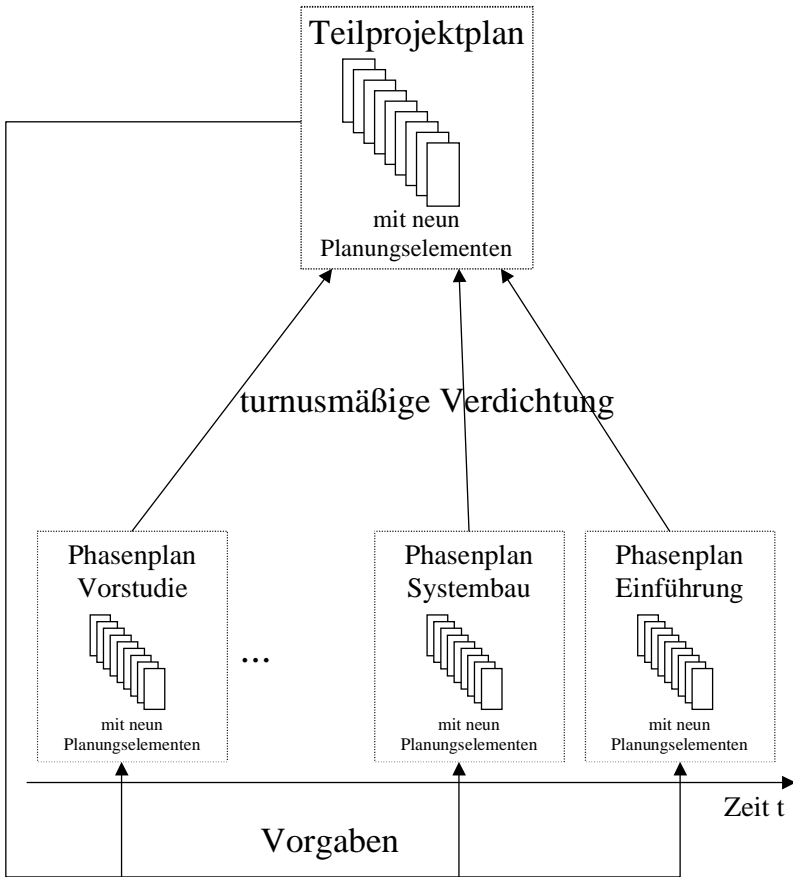 Teilprojektplan
mit neun
Planungselementen
turnusmäßige Verdichtung
Phasenplan
Vorstudie
mit neun
Planungselementen
...
Phasenplan
Systembau
mit neun
Planungselementen
Phasenplan
Einführung
mit neun
Planungselementen
Zeit t
Vorgaben